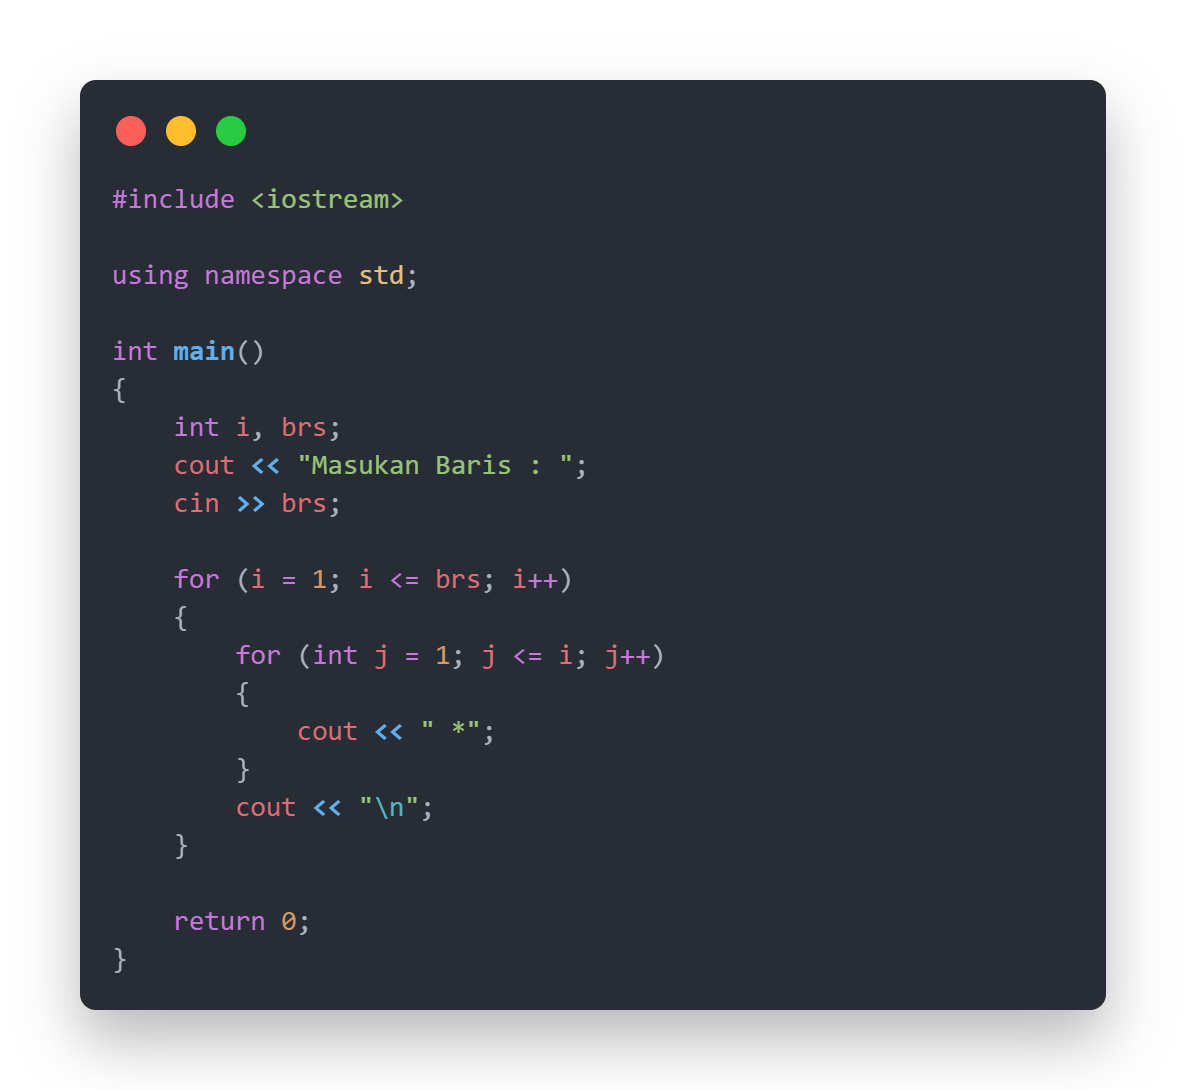 #include <iostream>

using namespace std;

int main()
{
    int i, brs;
    cout << "Masukan Baris : ";
    cin >> brs;

    for (i = 1; i <= brs; i++)
    {
        for (int j = 1; j <= i; j++)
        {
            cout << " *";
        }
        cout << "\n";
    }

    return 0;
}